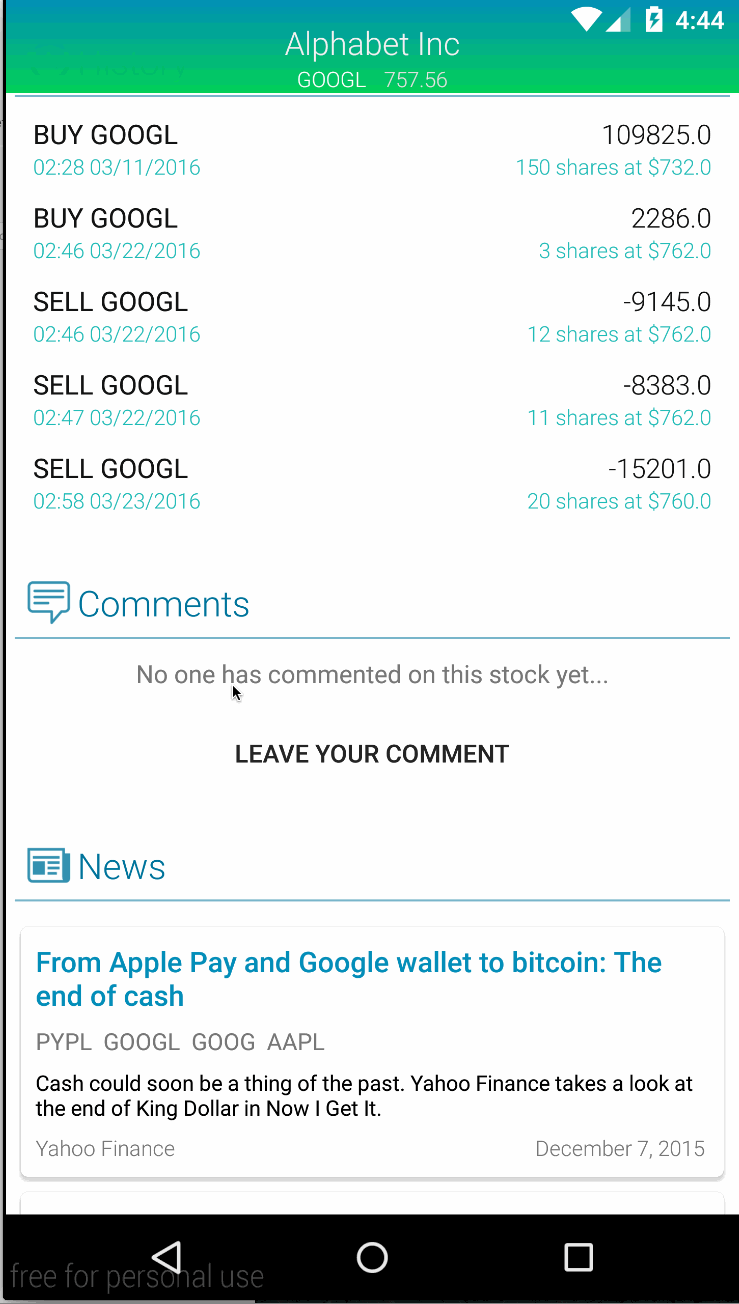 4:44
Alphabet Inc
History
GOOGL 757.56
BUY GOOGL 109825.0
02:28 03/11/2016 150 shares at $732.0
BUY GOOGL 2286.0
02:46 03/22/2016 3 shares at $762.0
SELL GOOGL -9145.0
02:46 03/22/2016 12 shares at $762.0
SELL GOOGL -8383.0
02:47 03/22/2016 11 shares at $762.0
SELL GOOGL -15201.0
02:58 03/23/2016 20 shares at $760.0
Comments
No one has commented on this stock yet...
LEAVE YOUR COMMENT
News
From Apple Pay and Google wallet to bitcoin: The
end of cash
PYPL GOOGL GOOG AAPL
Cash could soon be a thing of the past. Yahoo Finance takes a look at
the end of King Dollar in Now I Get It.
Yahoo Finance December 7, 2015
free for personal use